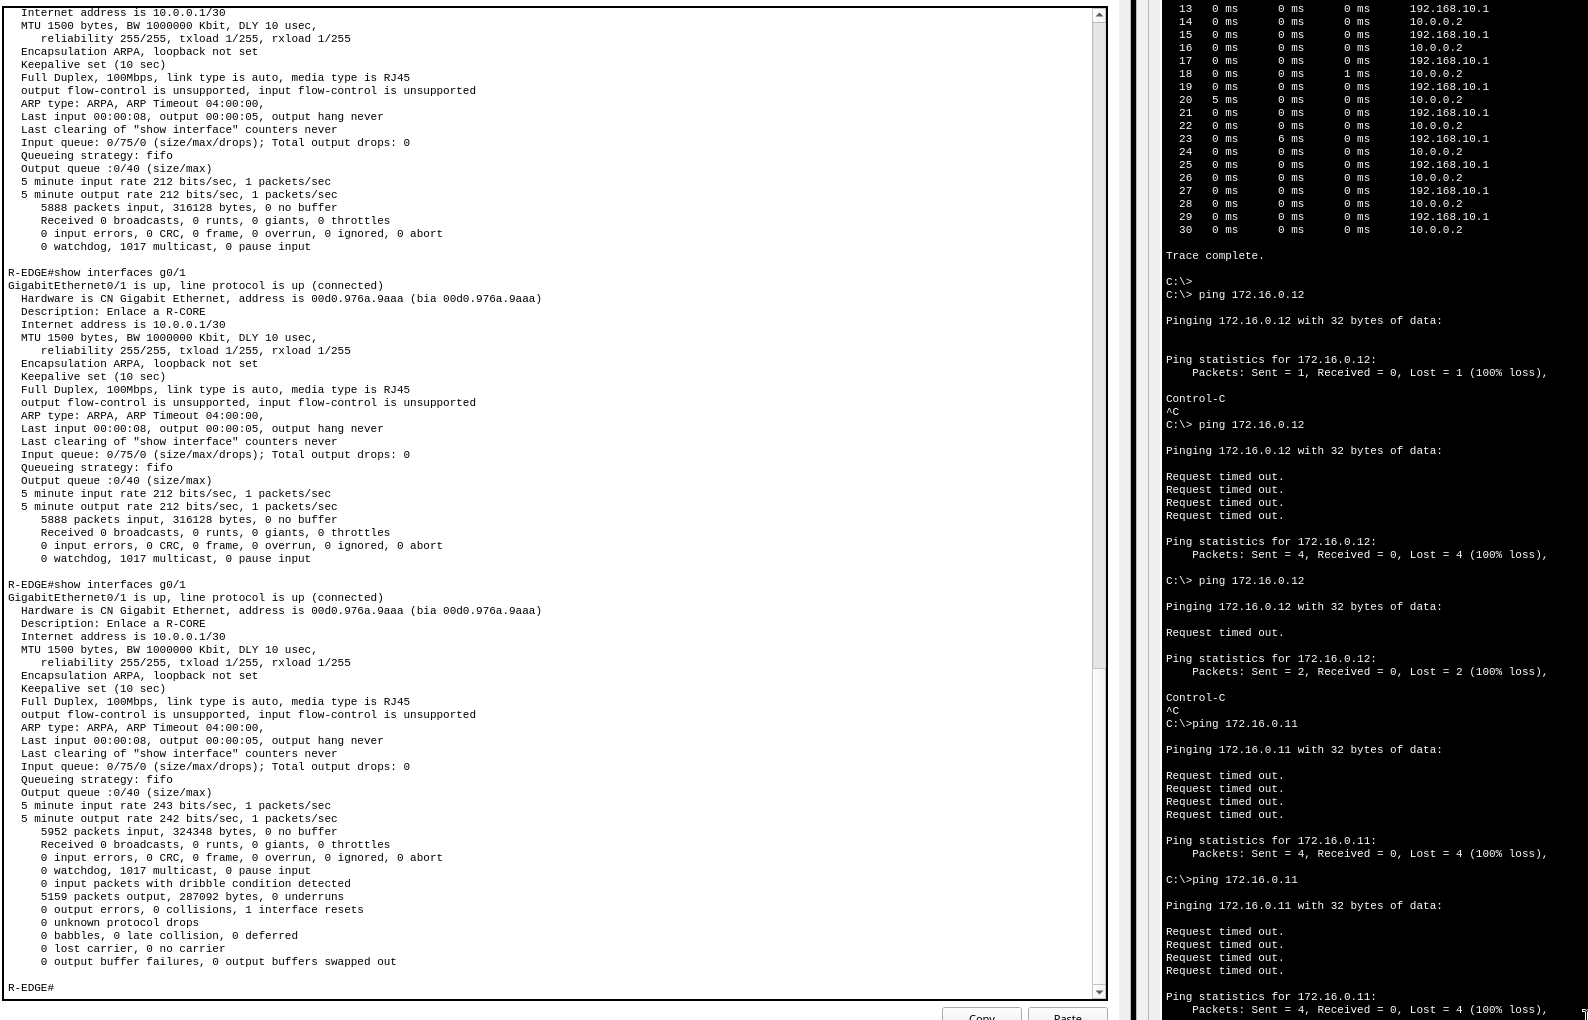 Internet address is 10.0.0.1/30
MTU 1500 bytes, BW 1000000 Kbit, DLY 10 usec,
reliability 255/255, txload 1/255, rxload 1/255
Encapsulation ARPA, loopback not set
Keepalive set (10 sec)
Full Duplex, 100Mbps, link type is auto, media type is RJ45
output flow-control is unsupported, input flow-control is unsupported
ARP type: ARPA, ARP Timeout 04:00:00,
Last input 00:00:08, output 00:00:05, output hang never
Last clearing of "show interface" counters never
Input queue: 0/75/0 (size/max/drops); Total output drops: 0
Queueing strategy: fifo
Output queue :0/40 (size/max)
5 minute input rate 212 bits/sec, 1 packets/sec
5 minute output rate 212 bits/sec, 1 packets/sec
5888 packets input, 316128 bytes, 0 no buffer
Received 0 broadcasts, 0 runts, 0 giants, 0 throttles
0 input errors, 0 CRC, 0 frame, 0 overrun, 0 ignored, 0 abort
0 watchdog, 1017 multicast, 0 pause input
R-EDGE#show interfaces g0/1
GigabitEthernet0/1 is up, line protocol is up (connected)
Hardware is CN Gigabit Ethernet, address is 00d0.976a.9aaa (bia 00d0.976a.9aaa)
Description: Enlace a R-CORE
Internet address is 10.0.0.1/30
MTU 1500 bytes, BW 1000000 Kbit, DLY 10 usec,
reliability 255/255, txload 1/255, rxload 1/255
Encapsulation ARPA, loopback not set
Keepalive set (10 sec)
Full Duplex, 100Mbps, link type is auto, media type is RJ45
output flow-control is unsupported, input flow-control is unsupported
ARP type: ARPA, ARP Timeout 04:00:00,
Last input 00:00:08, output 00:00:05, output hang never
Last clearing of "show interface" counters never
Input queue: 0/75/0 (size/max/drops); Total output drops: 0
Queueing strategy: fifo
Output queue :0/40 (size/max)
5 minute input rate 212 bits/sec, 1 packets/sec
5 minute output rate 212 bits/sec, 1 packets/sec
5888 packets input, 316128 bytes, 0 no buffer
Received 0 broadcasts, 0 runts, 0 giants, 0 throttles
0 input errors, 0 CRC, 0 frame, 0 overrun, 0 ignored, 0 abort
0 watchdog, 1017 multicast, 0 pause input
R-EDGE#show interfaces g0/1
GigabitEthernet0/1 is up, line protocol is up (connected)
Hardware is CN Gigabit Ethernet, address is 00d0.976a.9aaa (bia 00d0.976a.9aaa)
Description: Enlace a R-CORE
Internet address is 10.0.0.1/30
MTU 1500 bytes, BW 1000000 Kbit, DLY 10 usec,
reliability 255/255, txload 1/255, rxload 1/255
Encapsulation ARPA, loopback not set
Keepalive set (10 sec)
Full Duplex, 100Mbps, link type is auto, media type is RJ45
output flow-control is unsupported, input flow-control is unsupported
ARP type: ARPA, ARP Timeout 04:00:00,
Last input 00:00:08, output 00:00:05, output hang never
Last clearing of "show interface" counters never
Input queue: 0/75/0 (size/max/drops); Total output drops: 0
Queueing strategy: fifo
Output queue :0/40 (size/max)
5 minute input rate 243 bits/sec, 1 packets/sec
5 minute output rate 242 bits/sec, 1 packets/sec
5952 packets input, 324348 bytes, 0 no buffer
Received 0 broadcasts, 0 runts, 0 giants, 0 throttles
0 input errors, 0 CRC, 0 frame, 0 overrun, 0 ignored, 0 abort
0 watchdog, 1017 multicast, 0 pause input
0 input packets with dribble condition detected
5159 packets output, 287092 bytes, 0 underruns
0 output errors, 0 collisions, 1 interface resets
0 unknown protocol drops
0 babbles, 0 late collision, 0 deferred
0 lost carrier, 0 no carrier
0 output buffer failures, 0 output buffers swapped out
R-EDGE#
Copy Paste
13 0 ms 0 ms 0 ms 192.168.10.1
14 0 ms 0 ms 0 ms 10.0.0.2
15 0 ms 0 ms 0 ms 192.168.10.1
16 0 ms 0 ms 0 ms 10.0.0.2
17 0 ms 0 ms 0 ms 192.168.10.1
18 0 ms 0 ms 1 ms 10.0.0.2
19 0 ms 0 ms 0 ms 192.168.10.1
20 5 ms 0 ms 0 ms 10.0.0.2
21 0 ms 0 ms 0 ms 192.168.10.1
22 0 ms 0 ms 0 ms 10.0.0.2
23 0 ms 6 ms 0 ms 192.168.10.1
24 0 ms 0 ms 0 ms 10.0.0.2
25 0 ms 0 ms 0 ms 192.168.10.1
26 0 ms 0 ms 0 ms 10.0.0.2
27 0 ms 0 ms 0 ms 192.168.10.1
28 0 ms 0 ms 0 ms 10.0.0.2
29 0 ms 0 ms 0 ms 192.168.10.1
30 0 ms 0 ms 0 ms 10.0.0.2
Trace complete.
C:\>
C:\> ping 172.16.0.12
Pinging 172.16.0.12 with 32 bytes of data:
Ping statistics for 172.16.0.12:
Packets: Sent = 1, Received = 0, Lost = 1 (100% loss),
Control-C
^C
C:\> ping 172.16.0.12
Pinging 172.16.0.12 with 32 bytes of data:
Request timed out.
Request timed out.
Request timed out.
Request timed out.
Ping statistics for 172.16.0.12:
Packets: Sent = 4, Received = 0, Lost = 4 (100% loss),
C:\> ping 172.16.0.12
Pinging 172.16.0.12 with 32 bytes of data:
Request timed out.
Ping statistics for 172.16.0.12:
Packets: Sent = 2, Received = 0, Lost = 2 (100% loss),
Control-C
^C
C:\>ping 172.16.0.11
Pinging 172.16.0.11 with 32 bytes of data:
Request timed out.
Request timed out.
Request timed out.
Request timed out.
Ping statistics for 172.16.0.11:
Packets: Sent = 4, Received = 0, Lost = 4 (100% loss),
C:\>ping 172.16.0.11
Pinging 172.16.0.11 with 32 bytes of data:
Request timed out.
Request timed out.
Request timed out.
Request timed out.
Ping statistics for 172.16.0.11:
Packets: Sent = 4, Received = 0, Lost = 4 (100% loss),